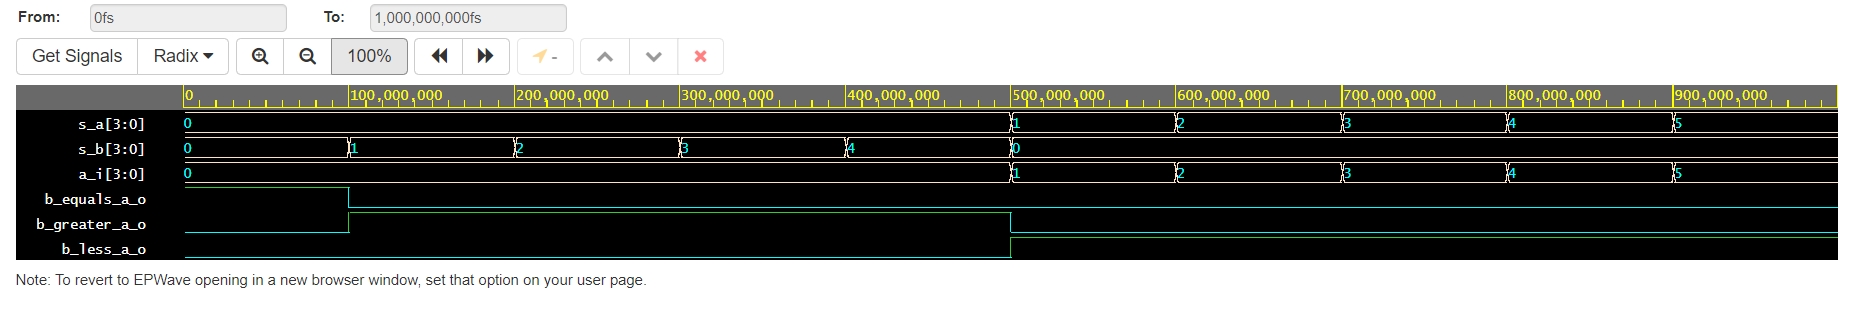 From: 0fs To: 1,000,000,000fs
Get Signals Radix 100% -
0 100,000,000 200,000,000 300,000,000 400,000,000 500,000,000 600,000,000 700,000,000 800,000,000 900,000,000
s_a[3:0] 0 1 2 3 4 5
s_b[3:0] 0 1 2 3 4 0
a_i[3:0] 0 1 2 3 4 5
b_equals_a_o
b_greater_a_o
b_less_a_o
Note: To revert to EPWave opening in a new browser window, set that option on your user page.